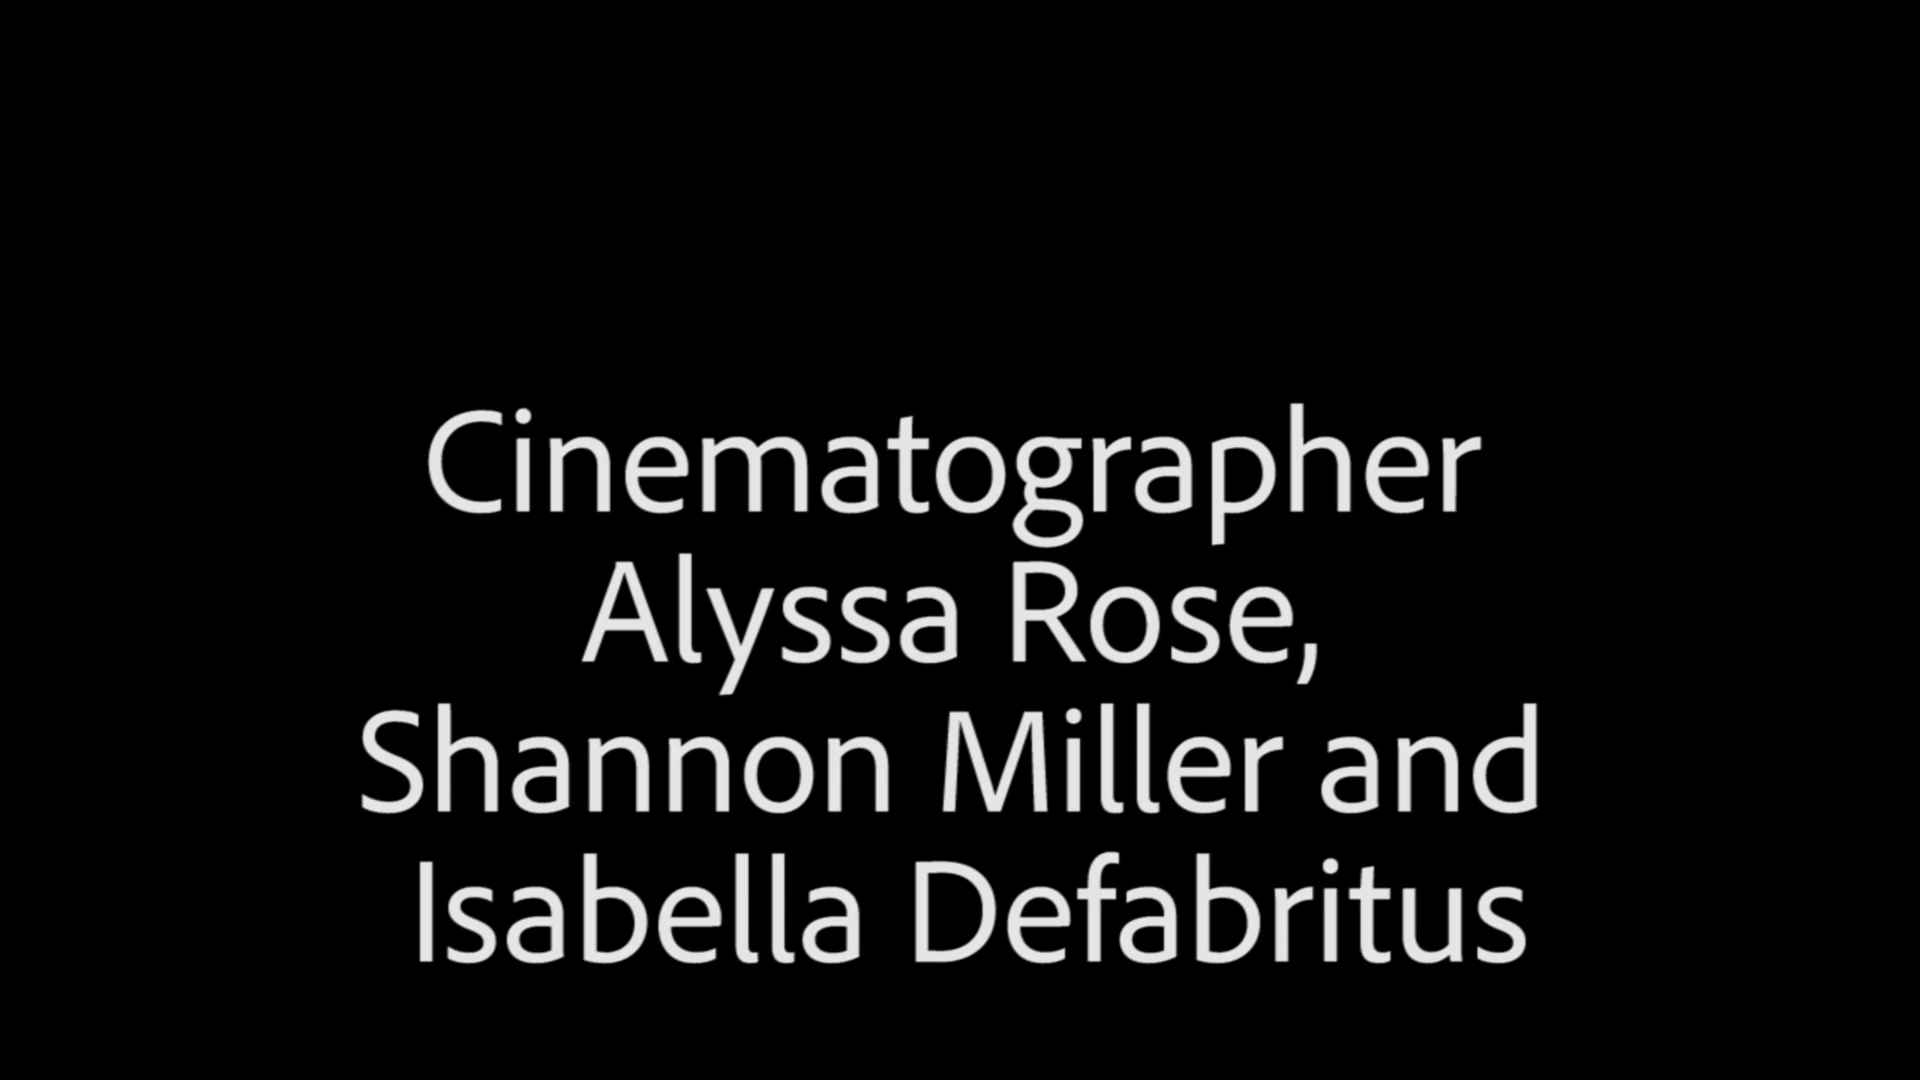 Cinematographer
Alyssa Rose,
Shannon Miller and
Isabella Defabritus